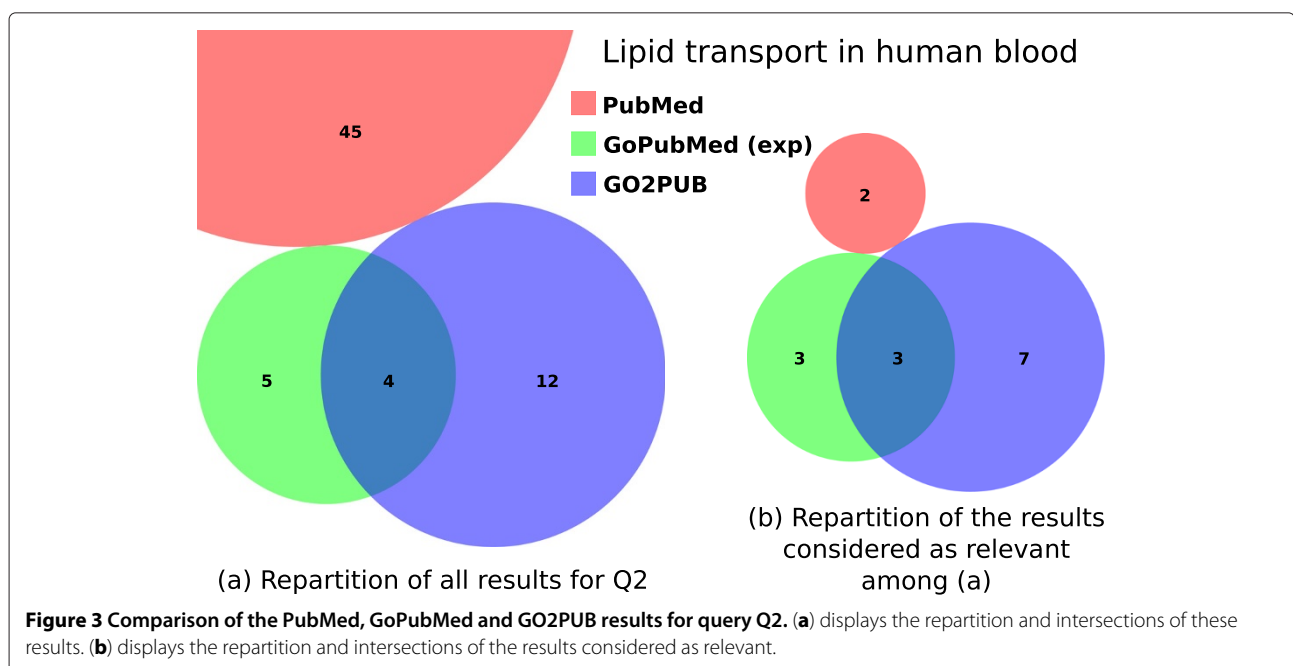 Lipid transport in human blood
PubMed
GoPubMed (exp)
GO2PUB
45
5
4
12
(a) Repartition of all results for Q2
2
3
3
7
(b) Repartition of the results
considered as relevant
among (a)
Figure 3 Comparison of the PubMed, GoPubMed and GO2PUB results for query Q2. (a) displays the repartition and intersections of these
results. (b) displays the repartition and intersections of the results considered as relevant.